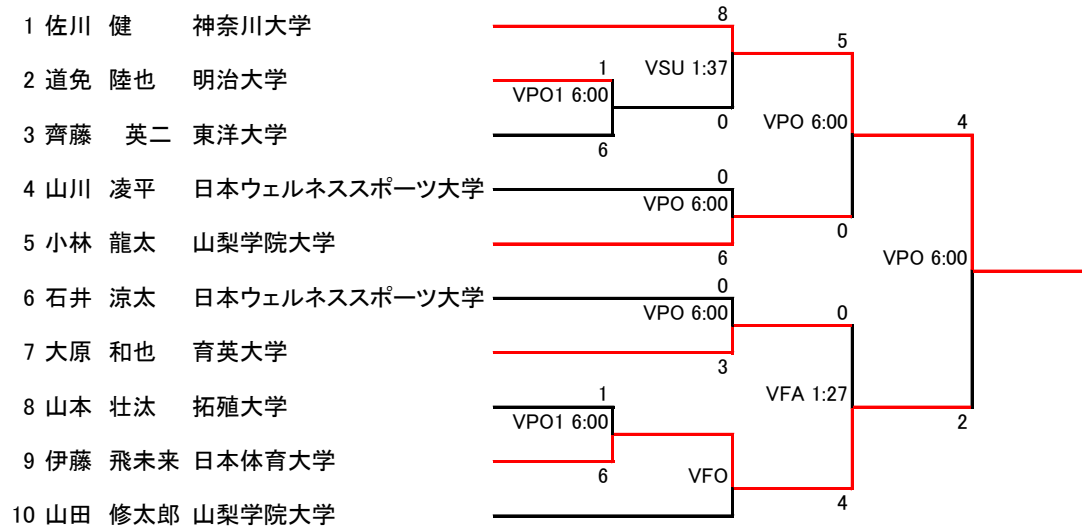 8
1 佐川 健 神奈川大学
5
1
VSU 1:37
2 道免 陸也 明治大学
VPO1 6:00
0
VPO 6:00
4
3 齊藤 英二 東洋大学
6
0
4 山川 凌平 日本ウェルネススポーツ大学
VPO 6:00
0
5 小林 龍太 山梨学院大学
6
VPO 6:00
0
6 石井 涼太 日本ウェルネススポーツ大学
VPO 6:00
0
7 大原 和也 育英大学
3
1
VFA 1:27
8 山本 壮汰 拓殖大学
VPO1 6:00
2
9 伊藤 飛未来 日本体育大学
6
VFO
4
10 山田 修太郎 山梨学院大学